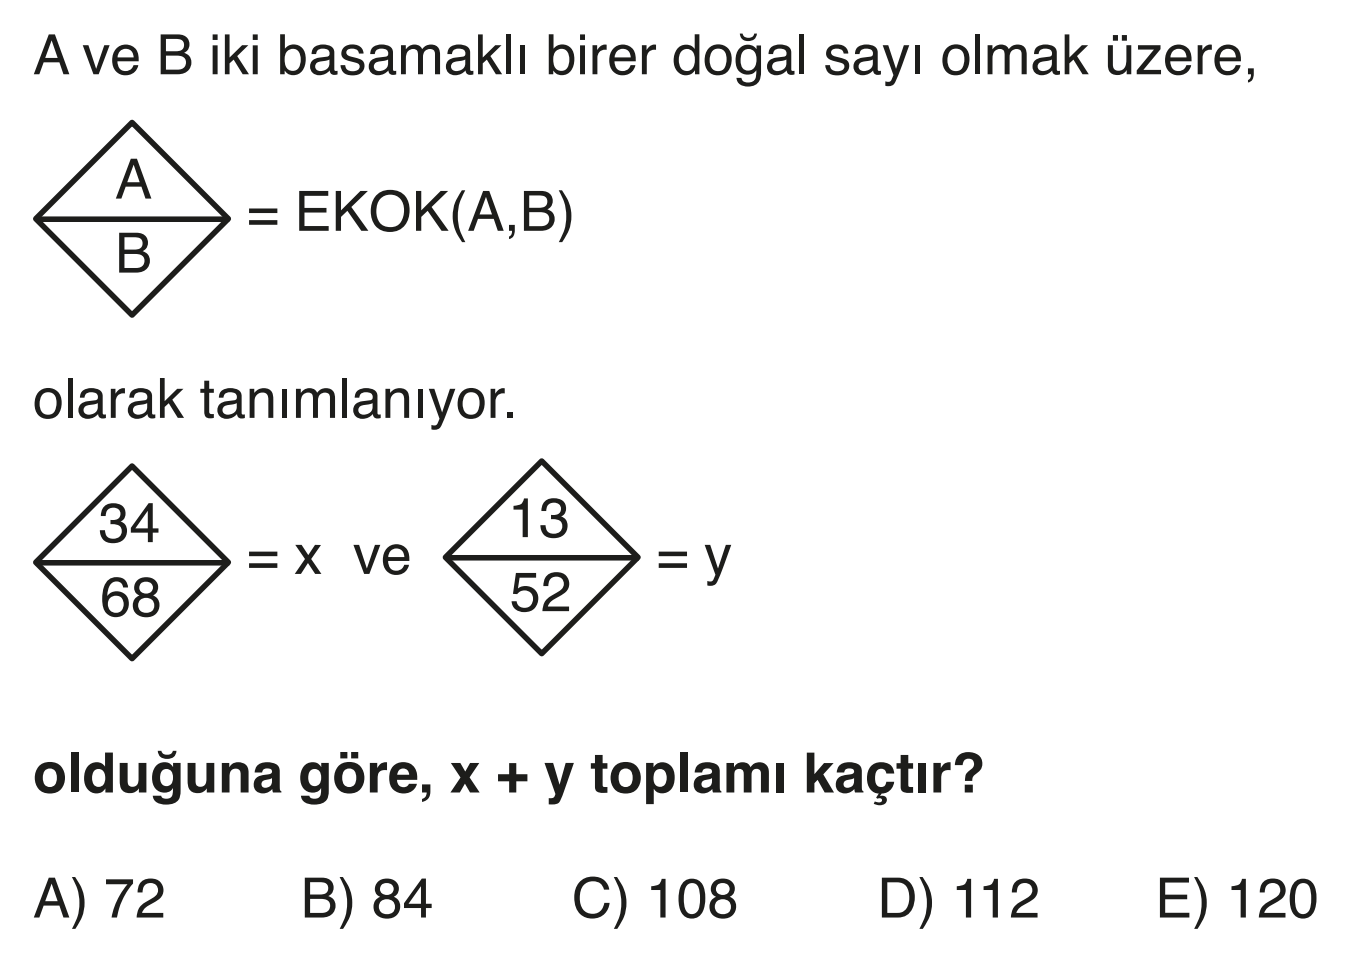 A ve B iki basamaklı birer doğal sayı olmak üzere,
A
B
= EKOK(A,B)
olarak tanımlanıyor.
34
68
= x ve
13
52
= y
olduğuna göre, x + y toplamı kaçtır?
A) 72 B) 84 C) 108 D) 112 E) 120